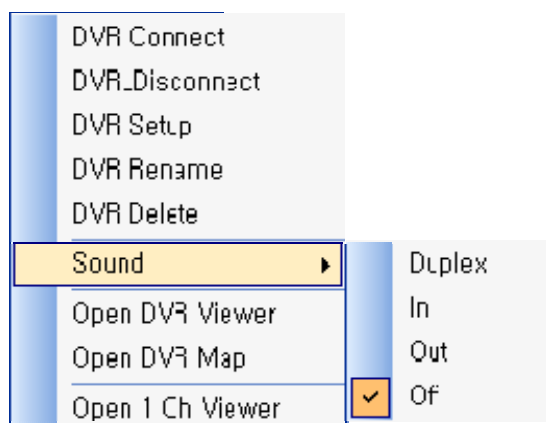 DVR Connect
DVR_Disconnect
DVR Setup
DVR Rename
DVR Delete
Sound
Open DVR Viewer
Open DVR Map
Open 1 Ch Viewer
Duplex
In
Out
Off